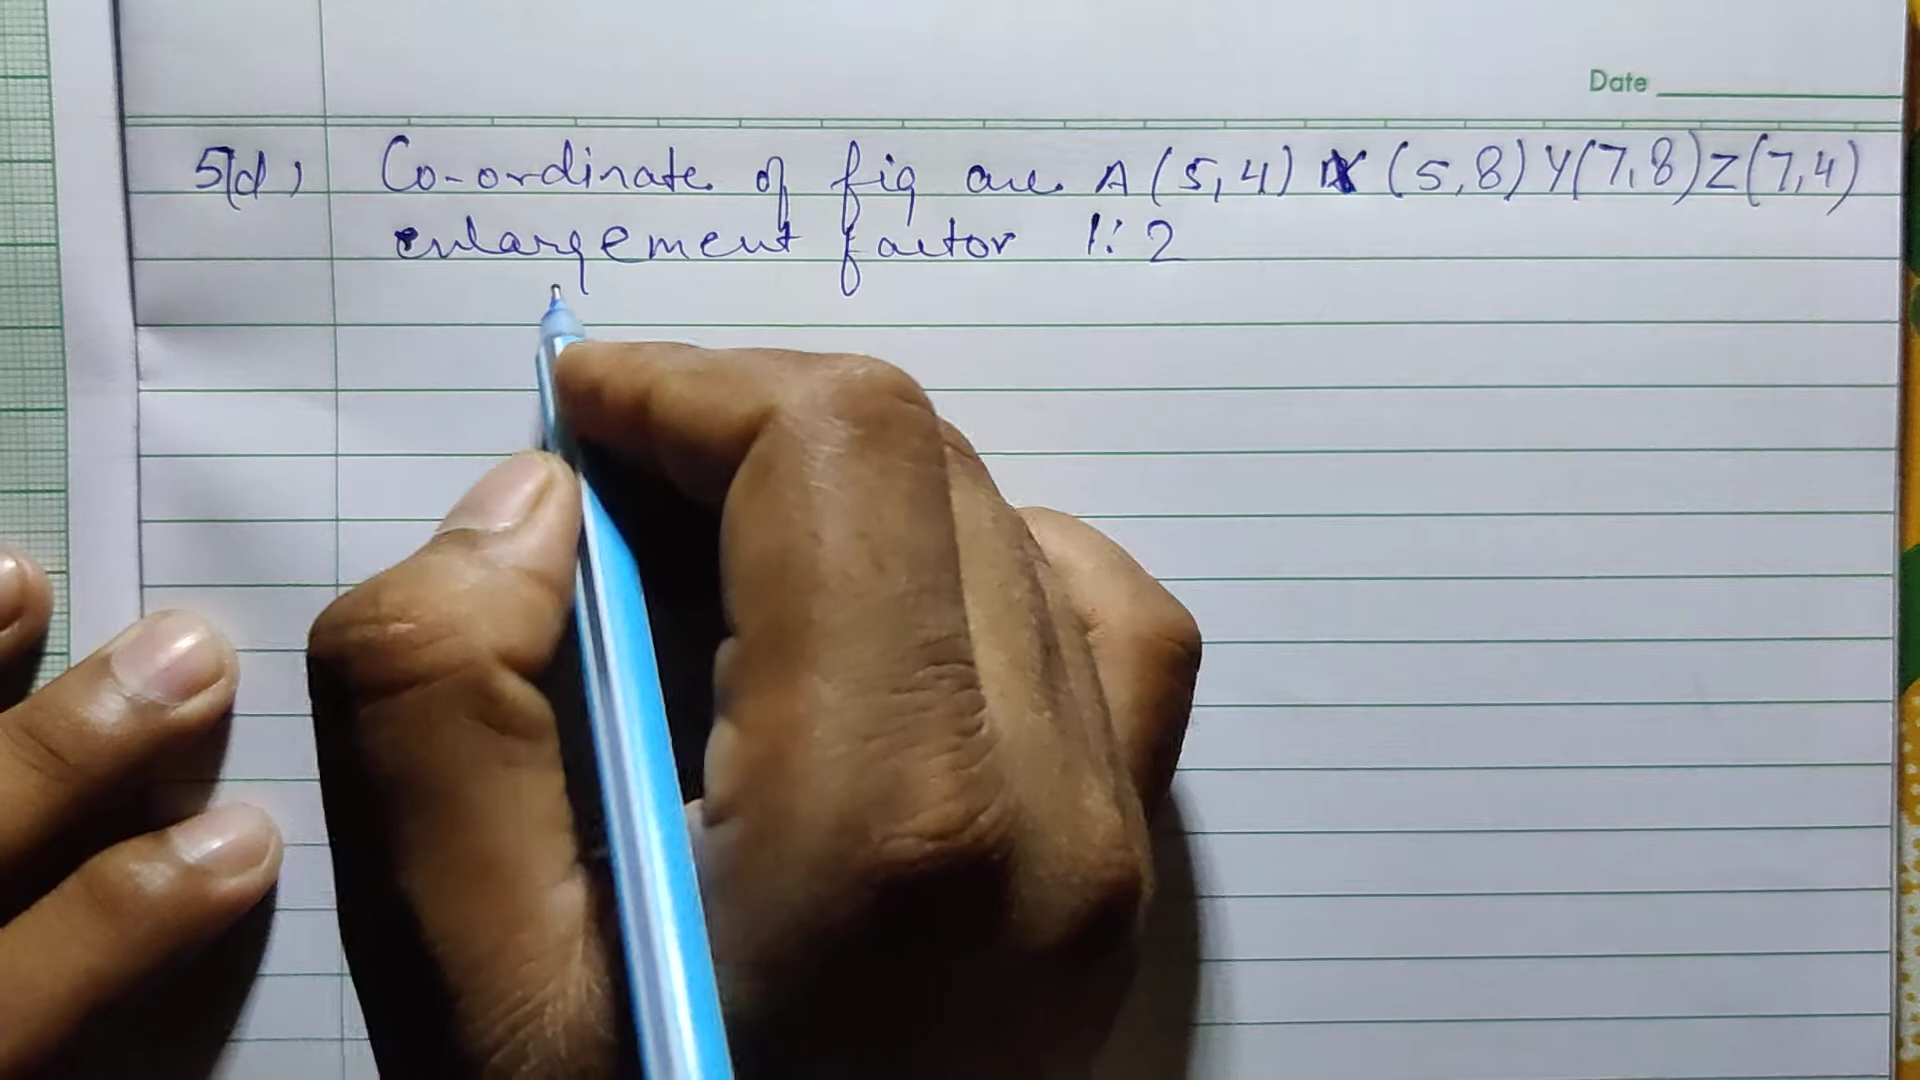 Date
5(d) Co-ordinate of fig are A (5,4) X (5,8) Y(7,8) Z(7,4)
enlargement factor 1:2